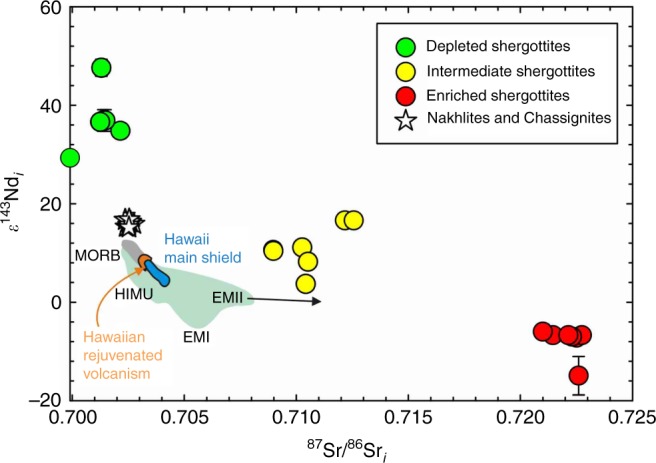 60
40
20
0
–20
ε¹⁴³Ndᵢ
Depleted shergottites
Intermediate shergottites
Enriched shergottites
Nakhlites and Chassignites
MORB
Hawaii
main shield
HIMU
EMII
EMI
Hawaiian
rejuvenated
volcanism
0.700
0.705
0.710
0.715
0.720
0.725
⁸⁷Sr/⁸⁶Srᵢ